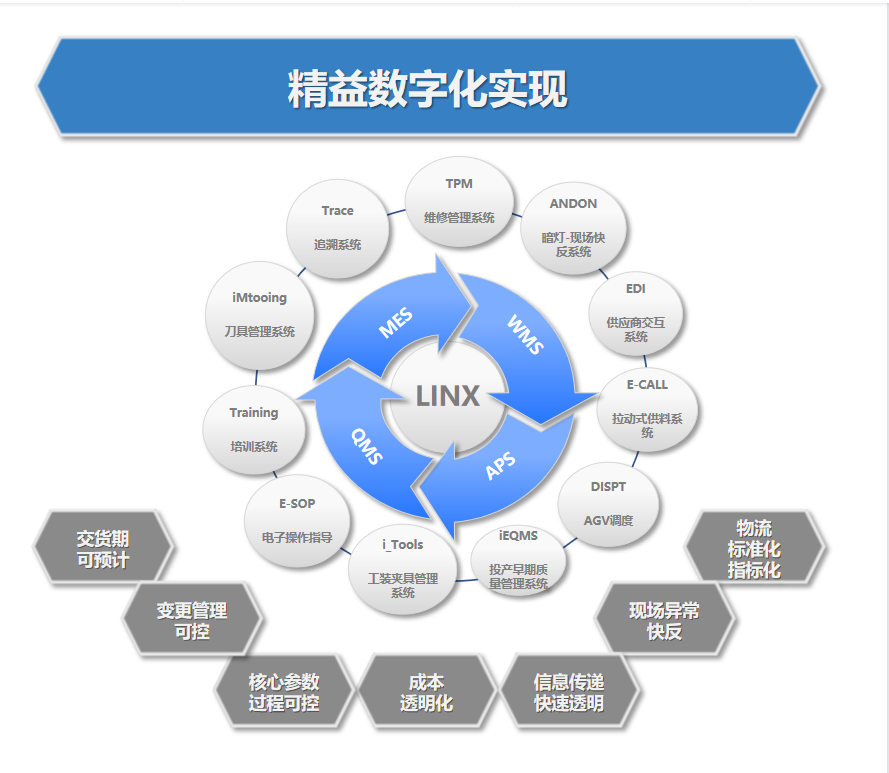 精益数字化实现
TPM
维修管理系统
ANDON
暗灯-现场快
反系统
EDI
供应商交互
系统
E-CALL
拉动式供料系
统
DISPT
AGV调度
iEQMS
投产早期质
量管理系统
i_Tools
工装夹具管理
系统
E-SOP
电子操作指导
Training
培训系统
iMtooing
刀具管理系统
Trace
追溯系统
MES
WMS
APS
QMS
LINX
交货期
可预计
变更管理
可控
核心参数
过程可控
成本
透明化
信息传递
快速透明
现场异常
快反
物流
标准化
指标化